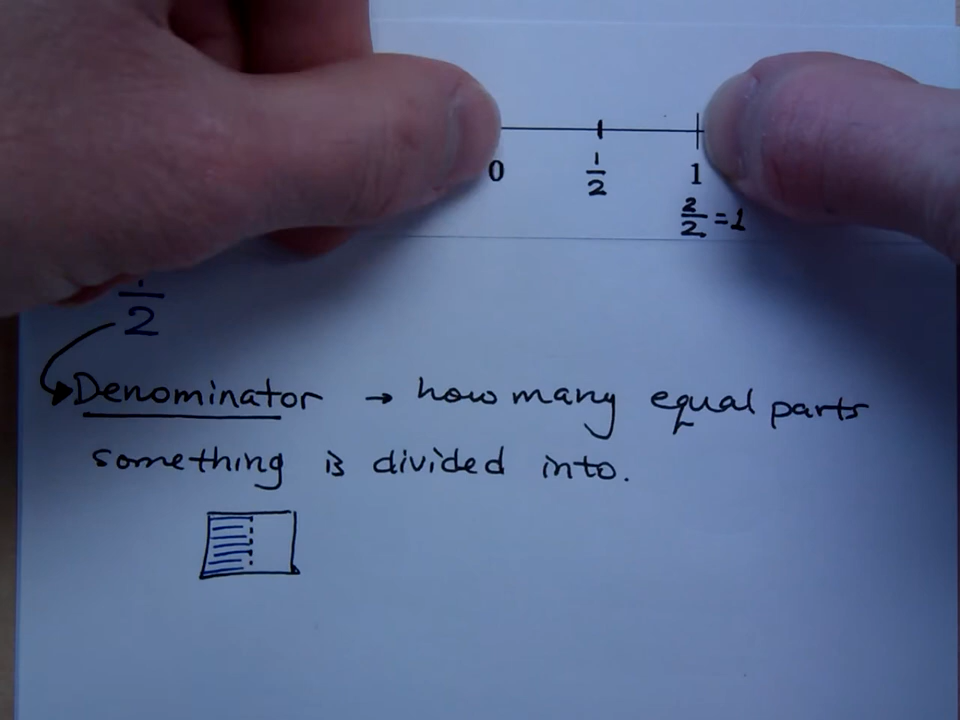 0 1/2 1
2/2 = 1
1/2
Denominator → how many equal parts
something is divided into.